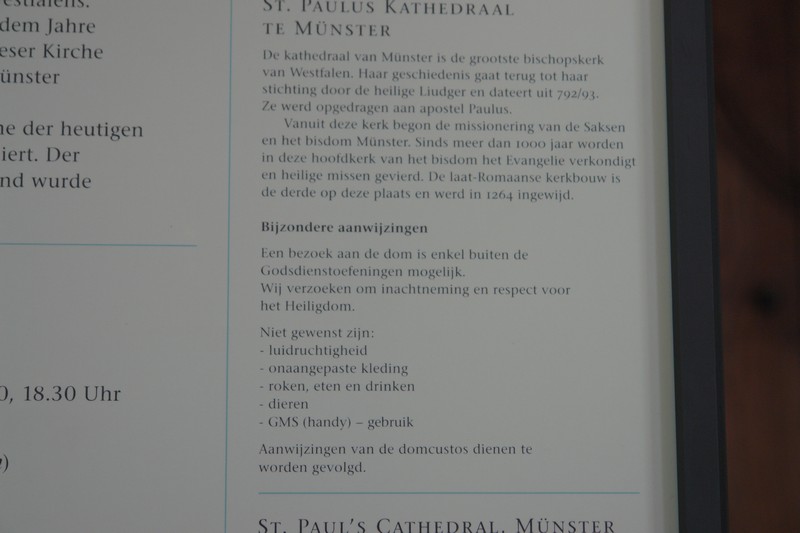 dem Jahre
eser Kirche
ünster
ne der heutigen
iert. Der
nd wurde
0, 18.30 Uhr
St. Paulus Kathedraal
te Münster
De kathedraal van Münster is de grootste bischopskerk
van Westfalen. Haar geschiedenis gaat terug tot haar
stichting door de heilige Liudger en dateert uit 792/93.
Ze werd opgedragen aan apostel Paulus.
Vanuit deze kerk begon de missionering van de Saksen
en het bisdom Münster. Sinds meer dan 1000 jaar worden
in deze hoofdkerk van het bisdom het Evangelie verkondigt
en heilige missen gevierd. De laat-Romaanse kerkbouw is
de derde op deze plaats en werd in 1264 ingewijd.
Bijzondere aanwijzingen
Een bezoek aan de dom is enkel buiten de
Godsdienstoefeningen mogelijk.
Wij verzoeken om inachtneming en respect voor
het Heiligdom.
Niet gewenst zijn:
- luidruchtigheid
- onaangepaste kleding
- roken, eten en drinken
- dieren
- GMS (handy) – gebruik
Aanwijzingen van de domcustos dienen te
worden gevolgd.
St. Paul's Cathedral, Münster